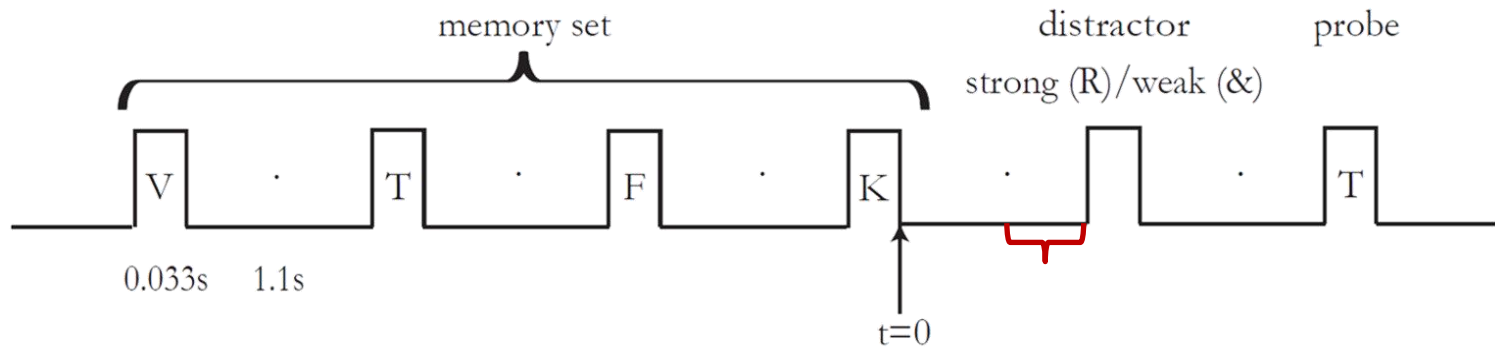 memory set
distractor
probe
strong (R)/weak (&)
V
T
F
K
T
0.033s
1.1s
t=0